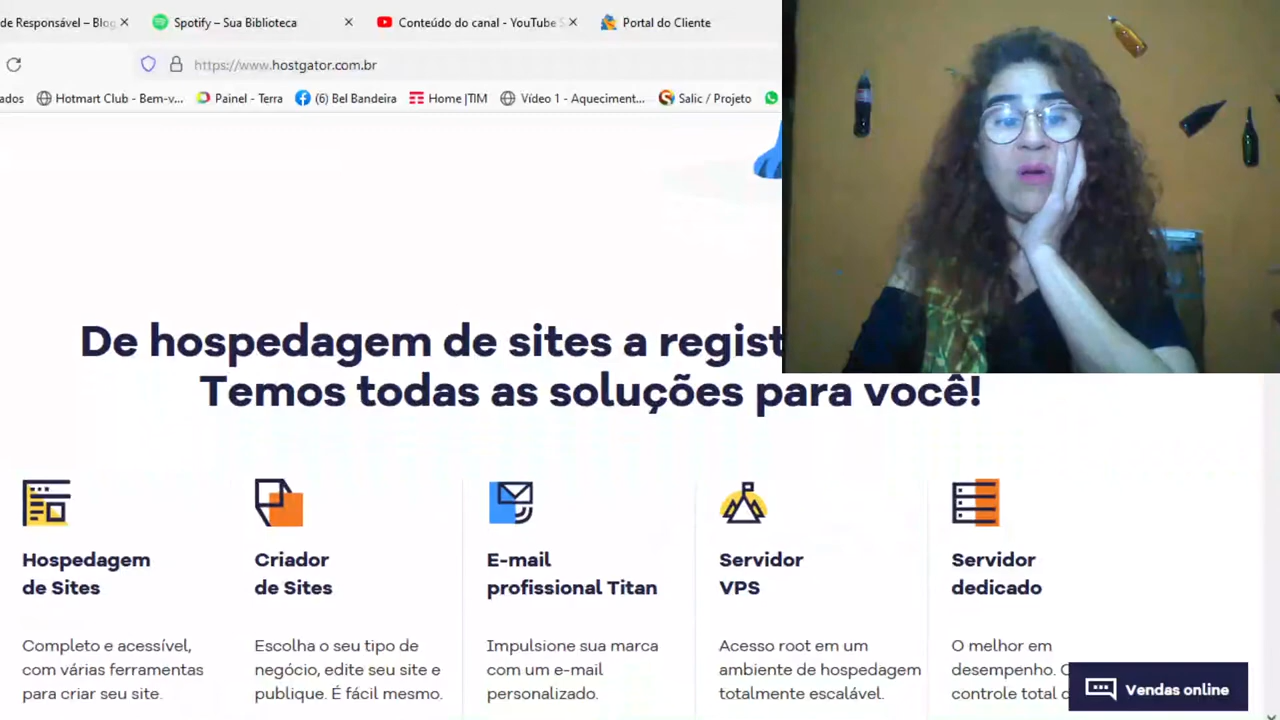 de Responsável – Blog
Spotify – Sua Biblioteca
Conteúdo do canal - YouTube S
Portal do Cliente
https://www.hostgator.com.br
ados
Hotmart Club - Bem-v...
Painel - Terra
(6) Bel Bandeira
Home |TIM
Vídeo 1 - Aqueciment...
Salic / Projeto
De hospedagem de sites a regist
Temos todas as soluções para você!
Hospedagem
de Sites
Completo e acessível,
com várias ferramentas
para criar seu site.
Criador
de Sites
Escolha o seu tipo de
negócio, edite seu site e
publique. É fácil mesmo.
E-mail
profissional Titan
Impulsione sua marca
com um e-mail
personalizado.
Servidor
VPS
Acesso root em um
ambiente de hospedagem
totalmente escalável.
Servidor
dedicado
O melhor em
desempenho. C
controle total d
Vendas online